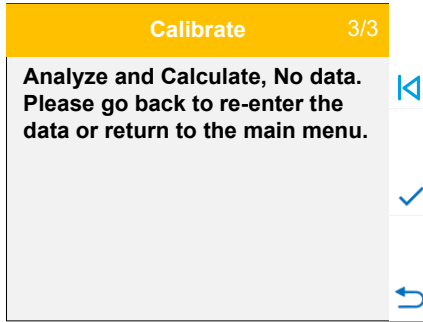 Calibrate 3/3
Analyze and Calculate, No data.
Please go back to re-enter the
data or return to the main menu.